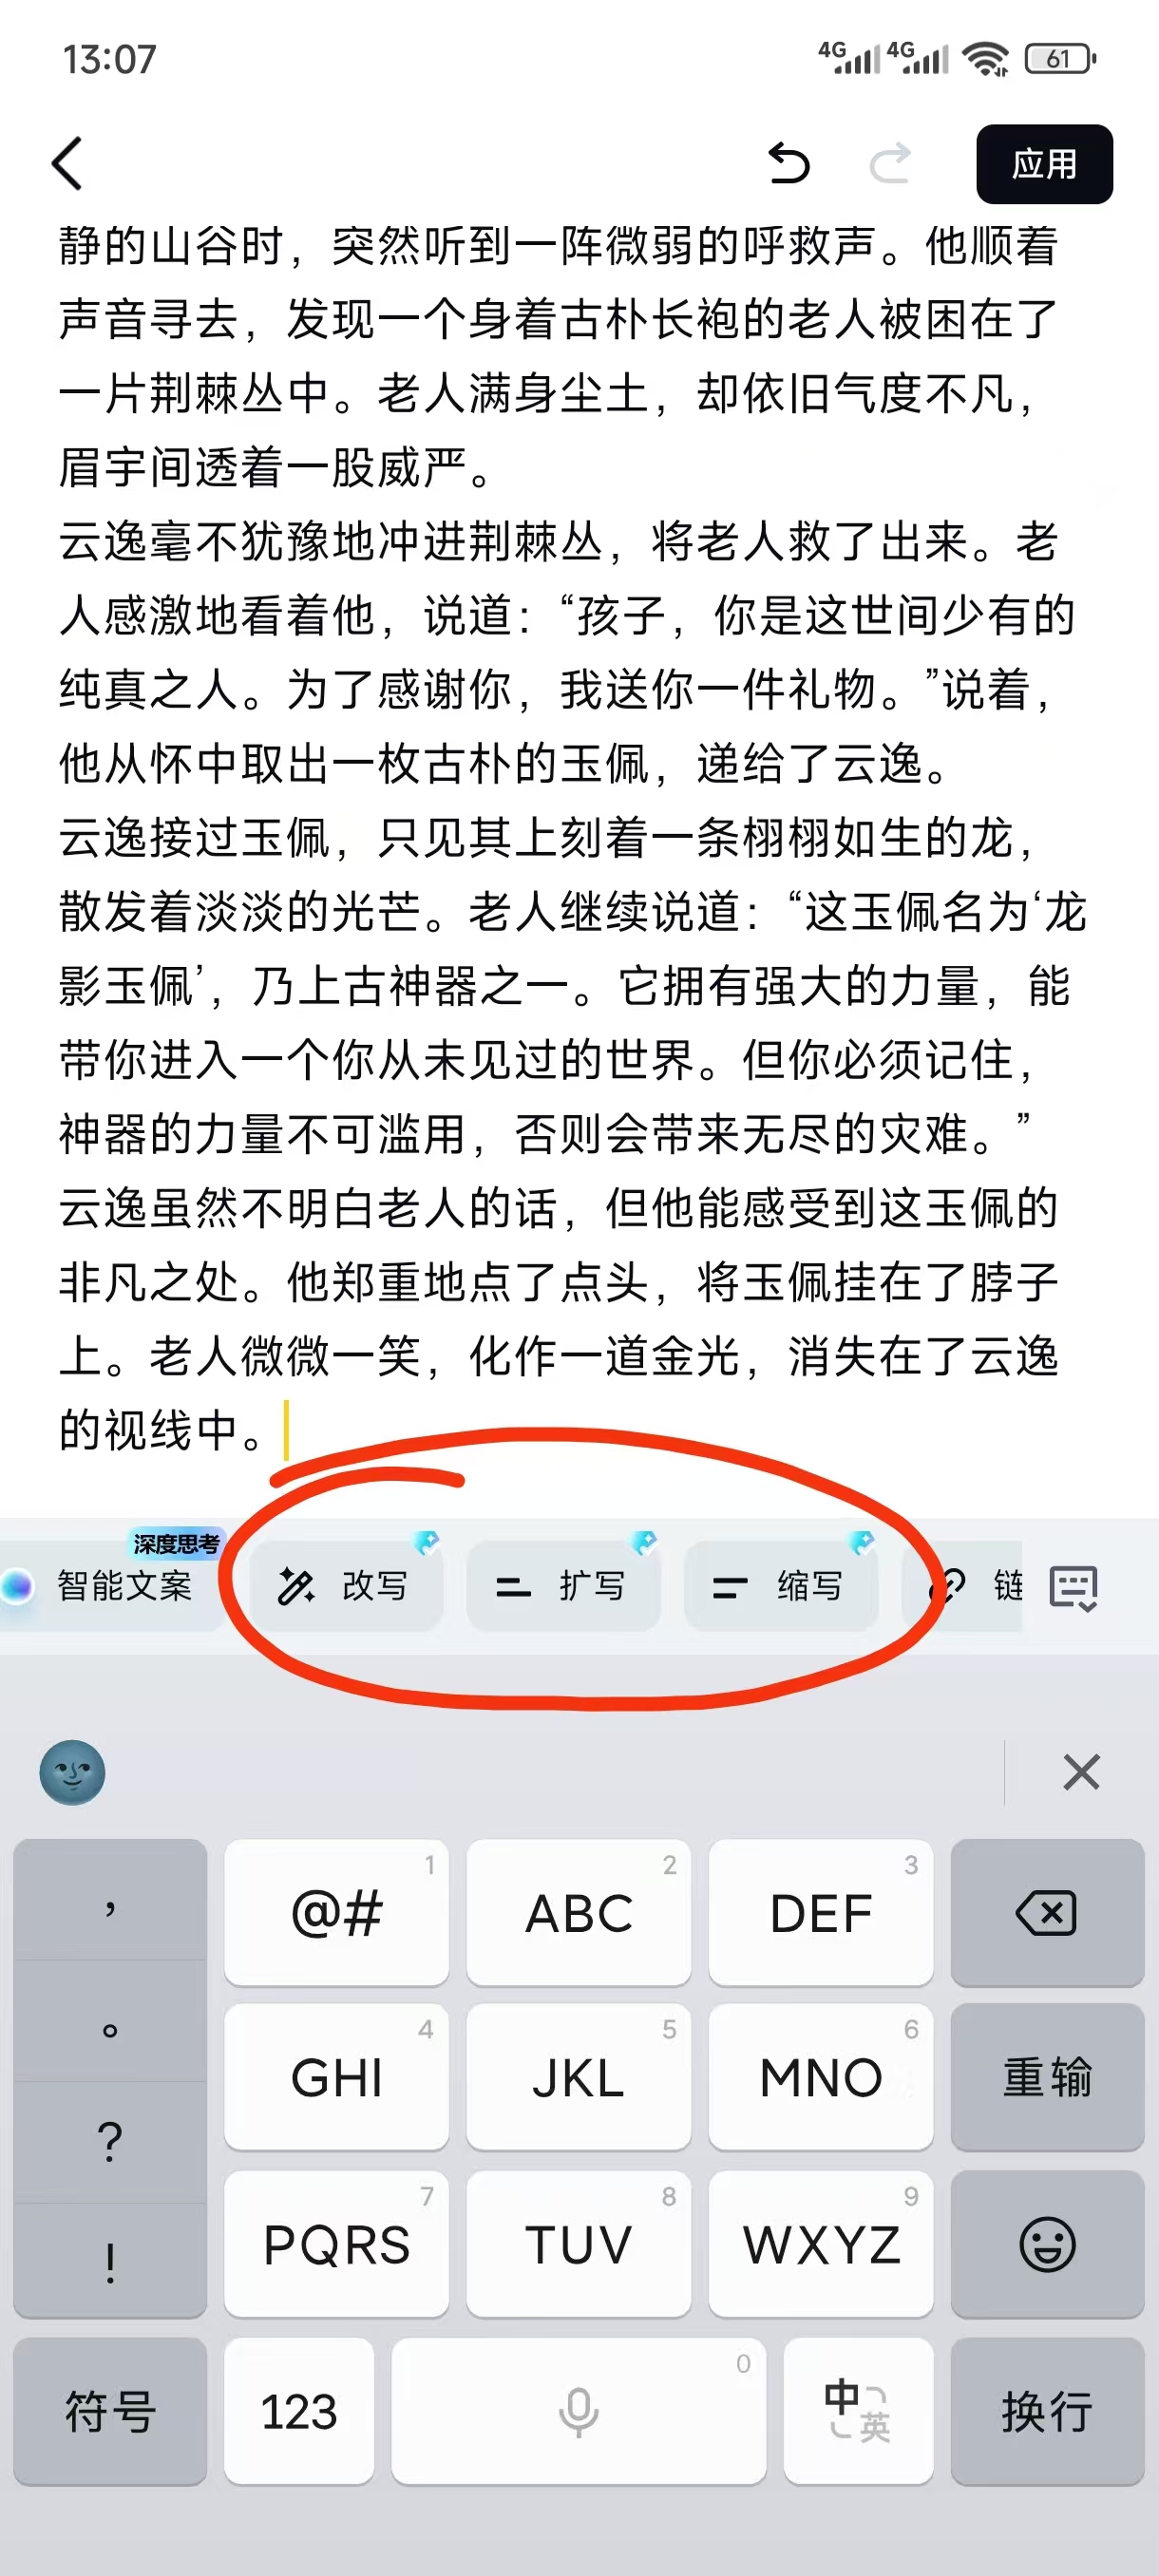 13:07
4G 4G 61
应用
静的山谷时，突然听到一阵微弱的呼救声。他顺着
声音寻去，发现一个身着古朴长袍的老人被困在了
一片荆棘丛中。老人满身尘土，却依旧气度不凡，
眉宇间透着一股威严。
云逸毫不犹豫地冲进荆棘丛，将老人救了出来。老
人感激地看着他，说道：“孩子，你是这世间少有的
纯真之人。为了感谢你，我送你一件礼物。”说着，
他从怀中取出一枚古朴的玉佩，递给了云逸。
云逸接过玉佩，只见其上刻着一条栩栩如生的龙，
散发着淡淡的光芒。老人继续说道：“这玉佩名为‘龙
影玉佩’，乃上古神器之一。它拥有强大的力量，能
带你进入一个你从未见过的世界。但你必须记住，
神器的力量不可滥用，否则会带来无尽的灾难。”
云逸虽然不明白老人的话，但他能感受到这玉佩的
非凡之处。他郑重地点了点头，将玉佩挂在了脖子
上。老人微微一笑，化作一道金光，消失在了云逸
的视线中。
深度思考
智能文案 改写 扩写 缩写 链
， @# 1 ABC 2 DEF 3
。 GHI 4 JKL 5 MNO 6 重输
？ PQRS 7 TUV 8 WXYZ 9
！
符号 123 0 中 英 换行